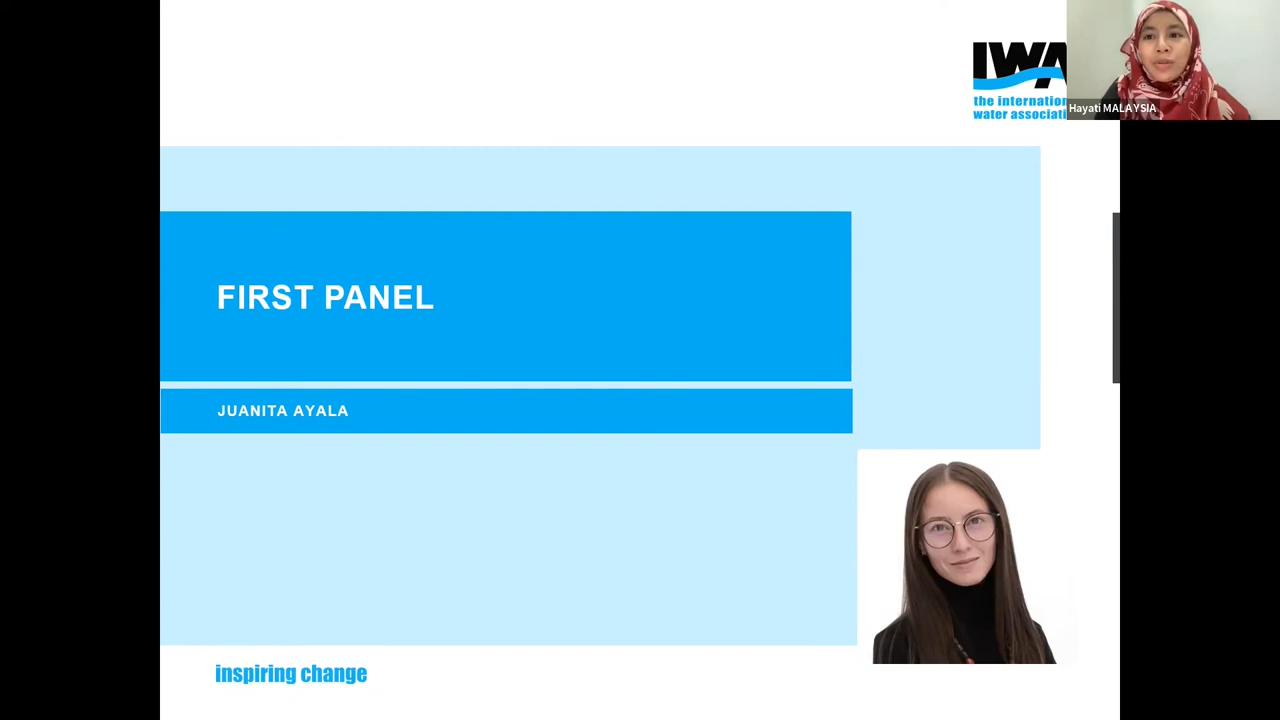 IWA
the internation
water associati
Hayati MALAYSIA
FIRST PANEL
JUANITA AYALA
inspiring change